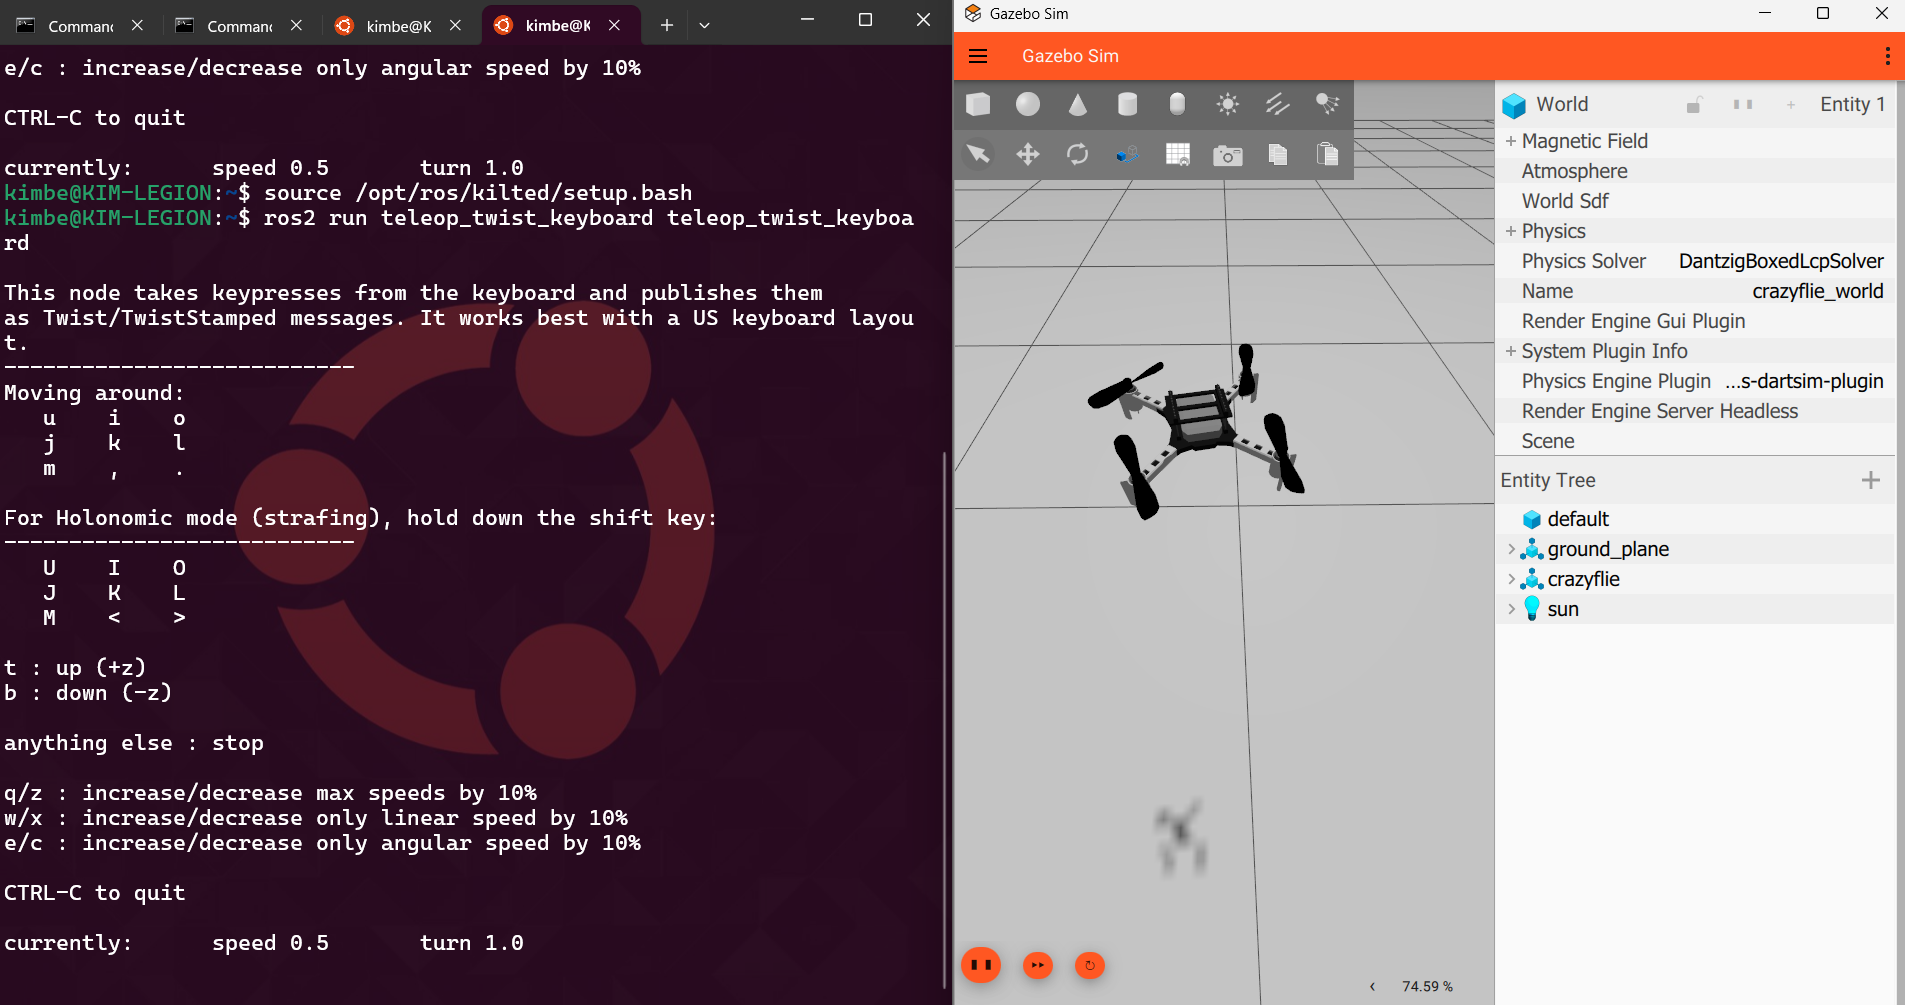 Command
Command
kimbe@K
kimbe@K
e/c : increase/decrease only angular speed by 10%
CTRL-C to quit
currently: speed 0.5 turn 1.0
kimbe@KIM-LEGION:~$ source /opt/ros/kilted/setup.bash
kimbe@KIM-LEGION:~$ ros2 run teleop_twist_keyboard teleop_twist_keyboa
rd
This node takes keypresses from the keyboard and publishes them
as Twist/TwistStamped messages. It works best with a US keyboard layou
t.
---------------------------
Moving around:
u i o
j k l
m , .
For Holonomic mode (strafing), hold down the shift key:
---------------------------
U I O
J K L
M < >
t : up (+z)
b : down (-z)
anything else : stop
q/z : increase/decrease max speeds by 10%
w/x : increase/decrease only linear speed by 10%
e/c : increase/decrease only angular speed by 10%
CTRL-C to quit
currently: speed 0.5 turn 1.0
Gazebo Sim
Gazebo Sim
World Entity 1
Magnetic Field
Atmosphere
World Sdf
Physics
Physics Solver DantzigBoxedLcpSolver
Name crazyflie_world
Render Engine Gui Plugin
System Plugin Info
Physics Engine Plugin ...s-dartsim-plugin
Render Engine Server Headless
Scene
Entity Tree
default
ground_plane
crazyflie
sun
74.59 %